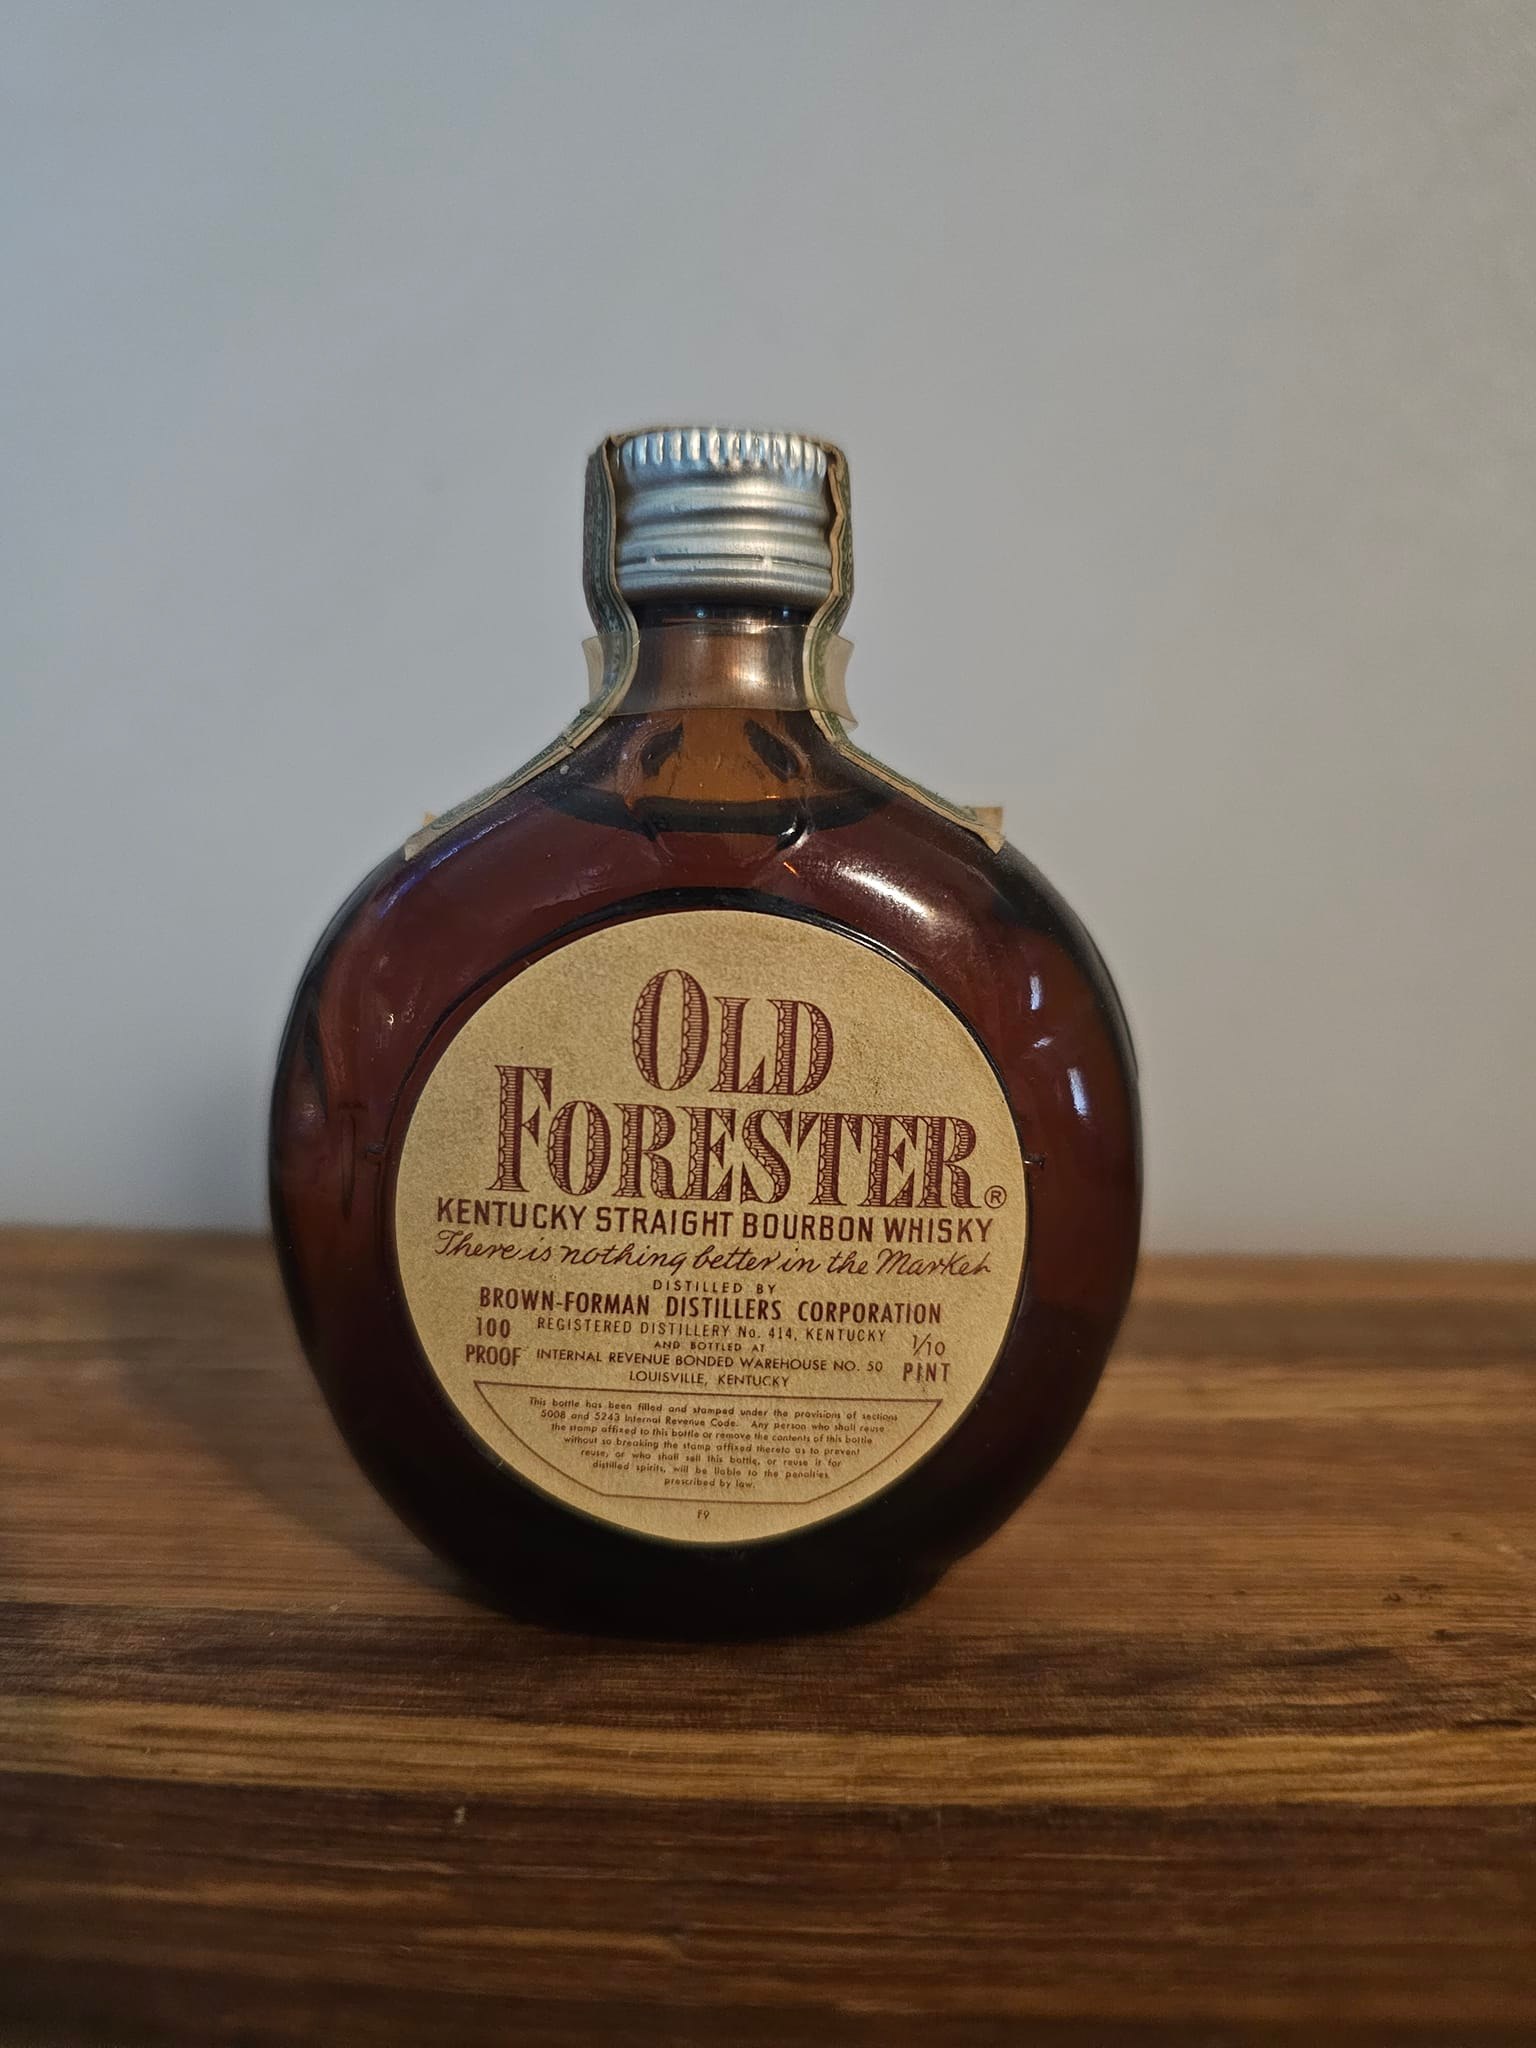 OLD
FORESTER®
KENTUCKY STRAIGHT BOURBON WHISKY
There is nothing better in the Market
DISTILLED BY
BROWN-FORMAN DISTILLERS CORPORATION
REGISTERED DISTILLERY No. 414, KENTUCKY
100
PROOF
AND BOTTLED AT
1/10
PINT
INTERNAL REVENUE BONDED WAREHOUSE NO. 50
LOUISVILLE, KENTUCKY
This bottle has been filled and stamped under the provisions of sections
5008 and 5243 Internal Revenue Code. Any person who shall reuse
the stamp affixed to this bottle or remove the contents of this bottle
without so breaking the stamp affixed thereto as to prevent
reuse, or who shall sell this bottle, or reuse it for
distilled spirits, will be liable to the penalties
prescribed by law.
F9